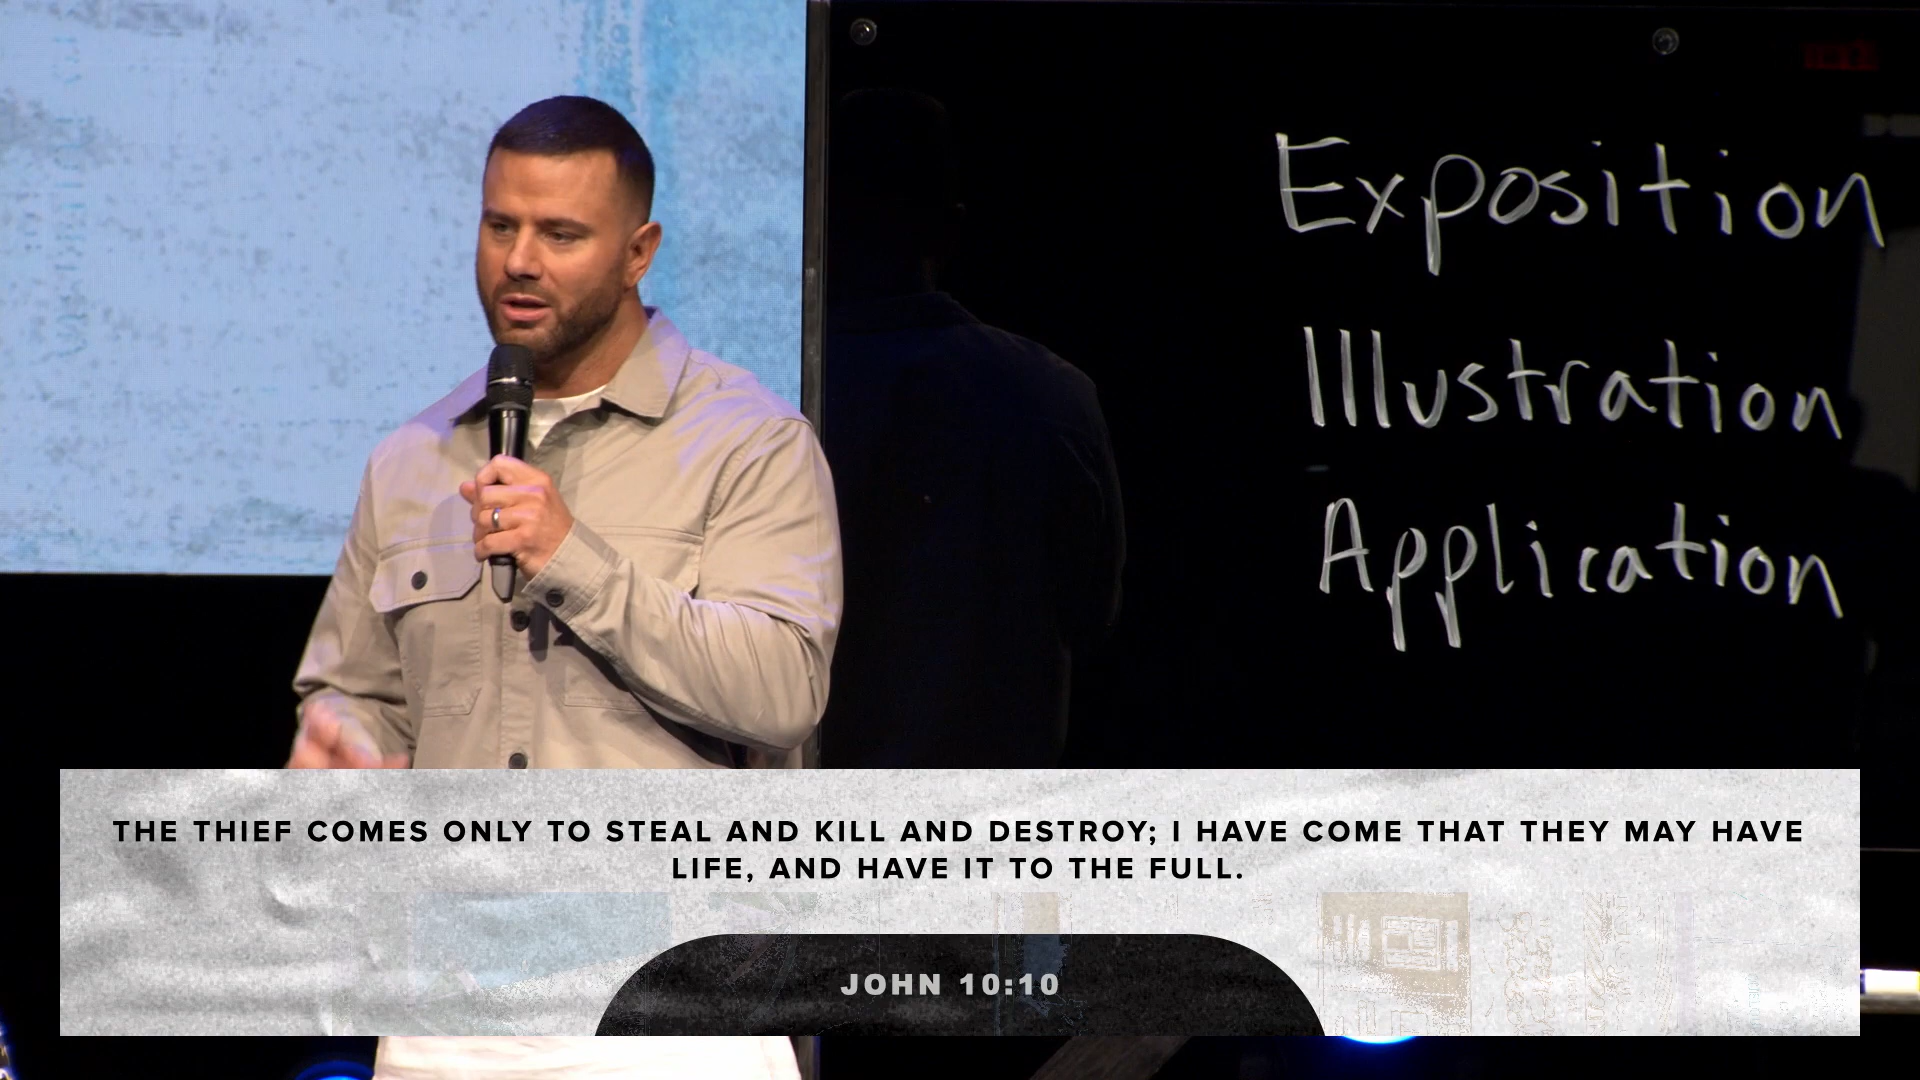 Exposition
Illustration
Application
THE THIEF COMES ONLY TO STEAL AND KILL AND DESTROY; I HAVE COME THAT THEY MAY HAVE
LIFE, AND HAVE IT TO THE FULL.
JOHN 10:10